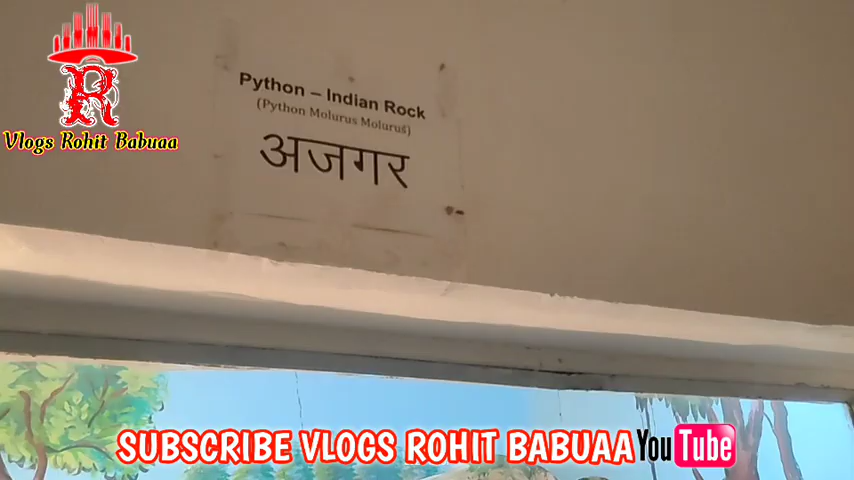 Vlogs Rohit Babuaa
Python – Indian Rock
(Python Molurus Molurus)
अजगर
SUBSCRIBE VLOGS ROHIT BABUAA YouTube